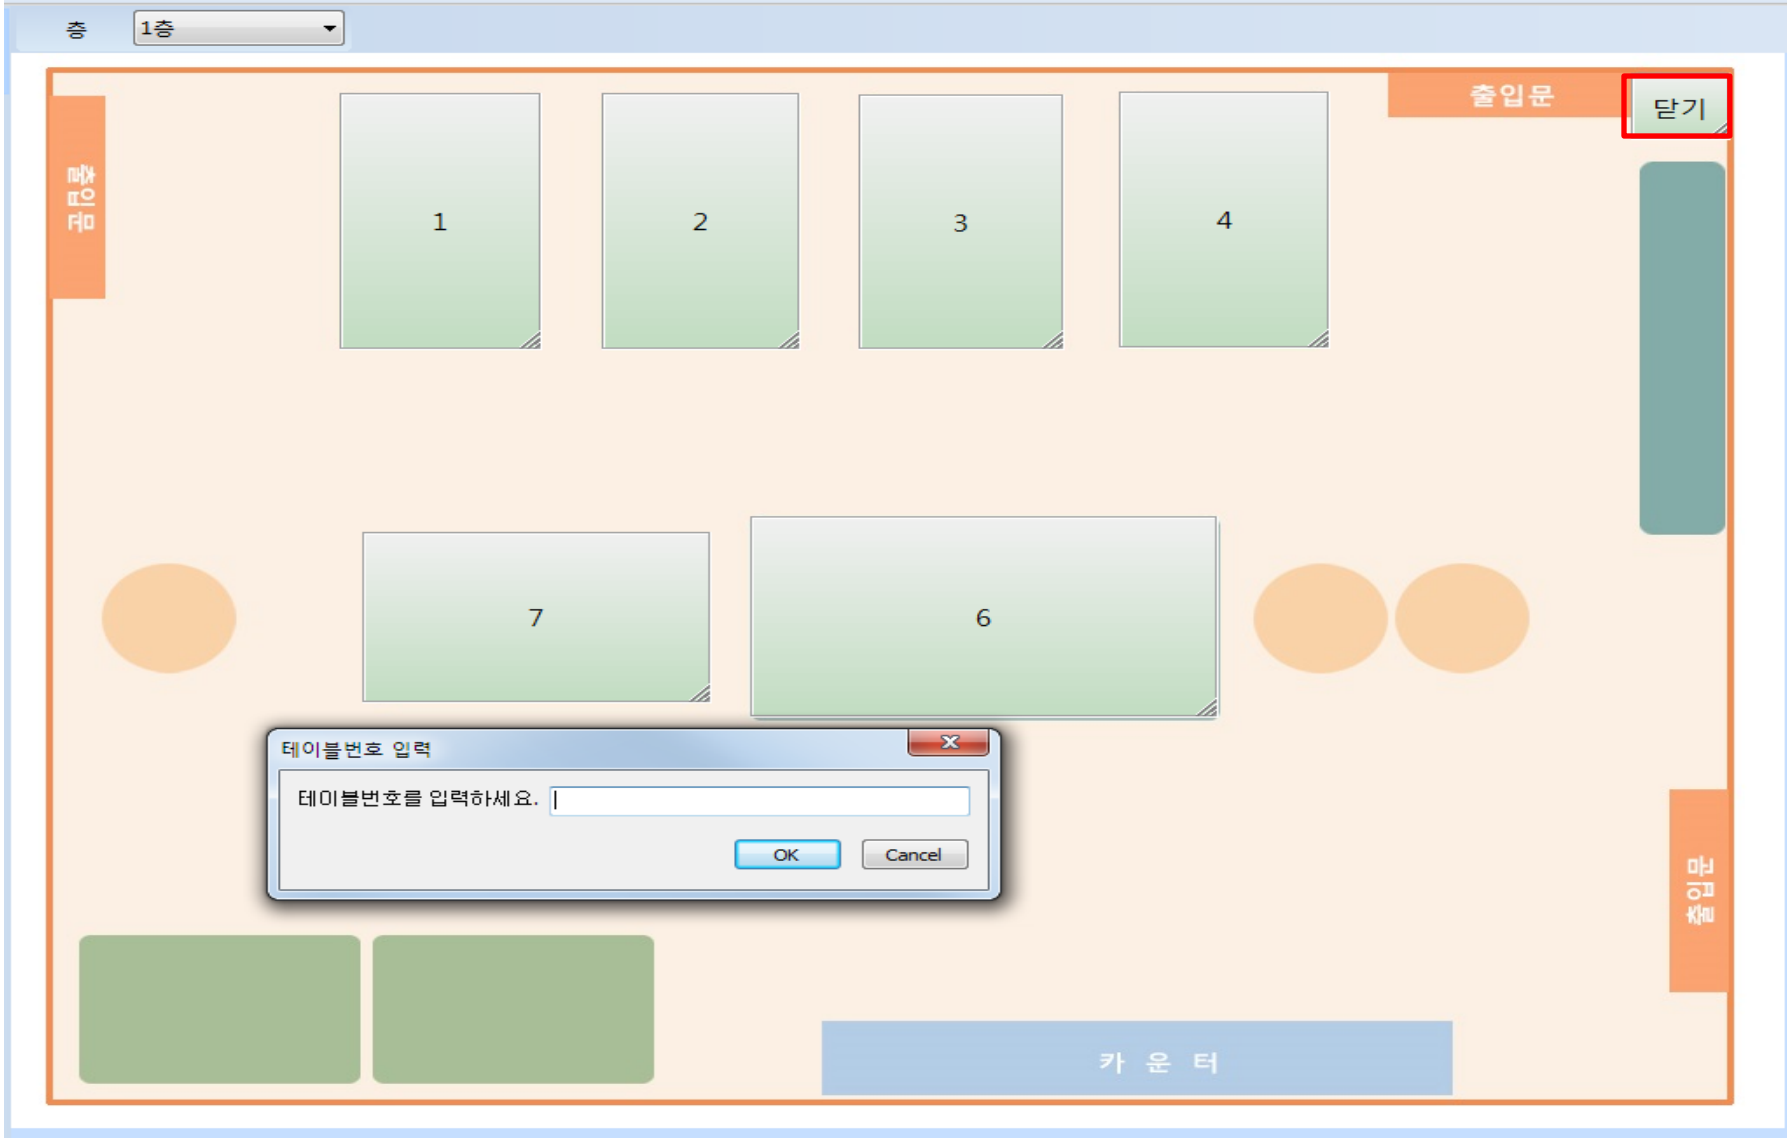 층 1층
출입문
닫기
출입문
1
2
3
4
7
6
테이블번호 입력
테이블번호를 입력하세요.
OK
Cancel
출입문
카 운 터